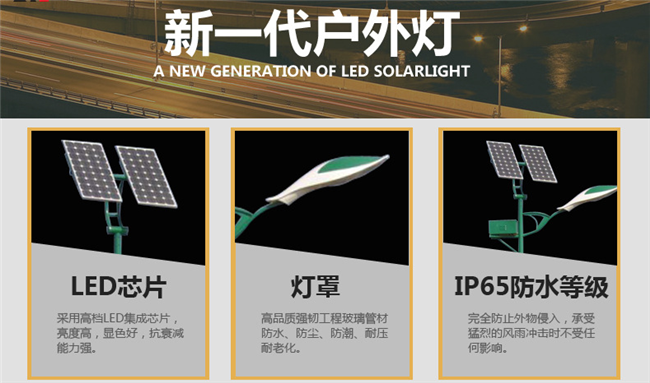 新一代户外灯
A NEW GENERATION OF LED SOLARLIGHT
LED芯片
采用高档LED集成芯片，
亮度高，显色好，抗衰减
能力强。
灯罩
高品质强韧工程玻璃管材
防水、防尘、防潮、耐压
耐老化。
IP65防水等级
完全防止外物侵入，承受
猛烈的风雨冲击时不受任
何影响。